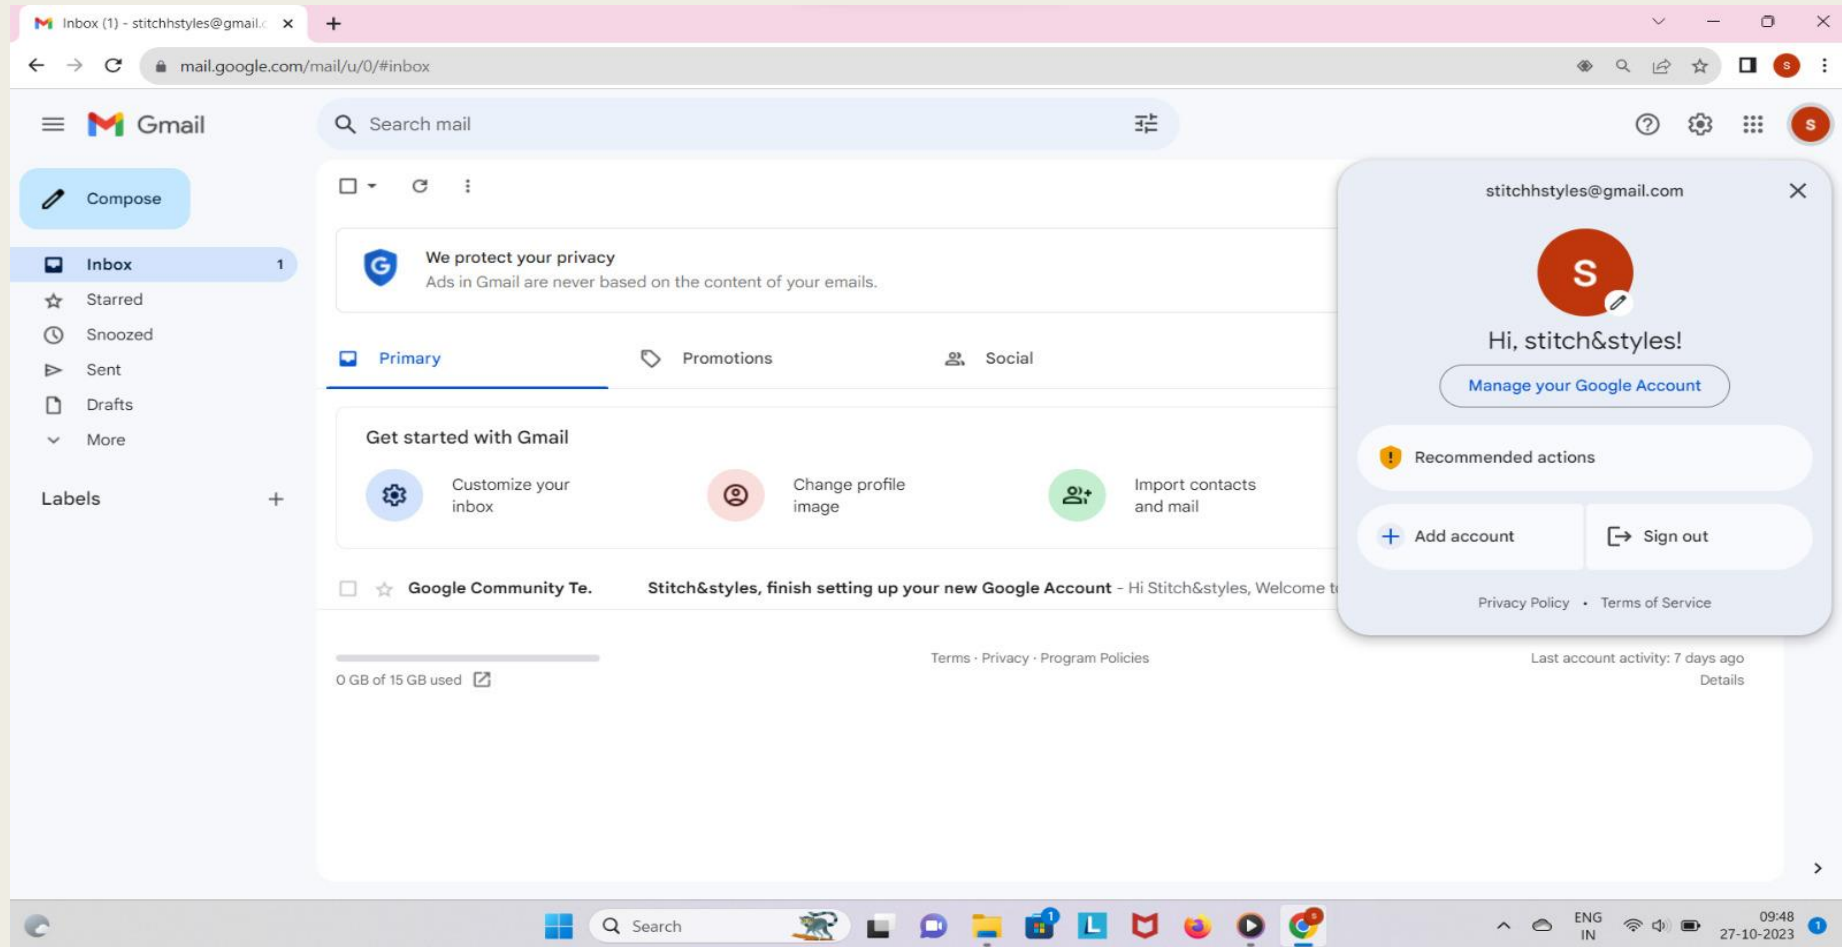 Inbox (1) - stitchhstyles@gmail.c
mail.google.com/mail/u/0/#inbox
S
Gmail
Search mail
S
Compose
stitchhstyles@gmail.com
We protect your privacy
Ads in Gmail are never based on the content of your emails.
Inbox 1
Starred
Snoozed
Sent
Drafts
More
Labels
S
Hi, stitch&styles!
Primary Promotions Social
Manage your Google Account
Get started with Gmail
Customize your
inbox
Change profile
image
Import contacts
and mail
Recommended actions
Add account Sign out
Google Community Te. Stitch&styles, finish setting up your new Google Account - Hi Stitch&styles, Welcome to
Privacy Policy • Terms of Service
0 GB of 15 GB used
Terms · Privacy · Program Policies
Last account activity: 7 days ago
Details
Search
1
L
S
ENG
IN
09:48
27-10-2023
1